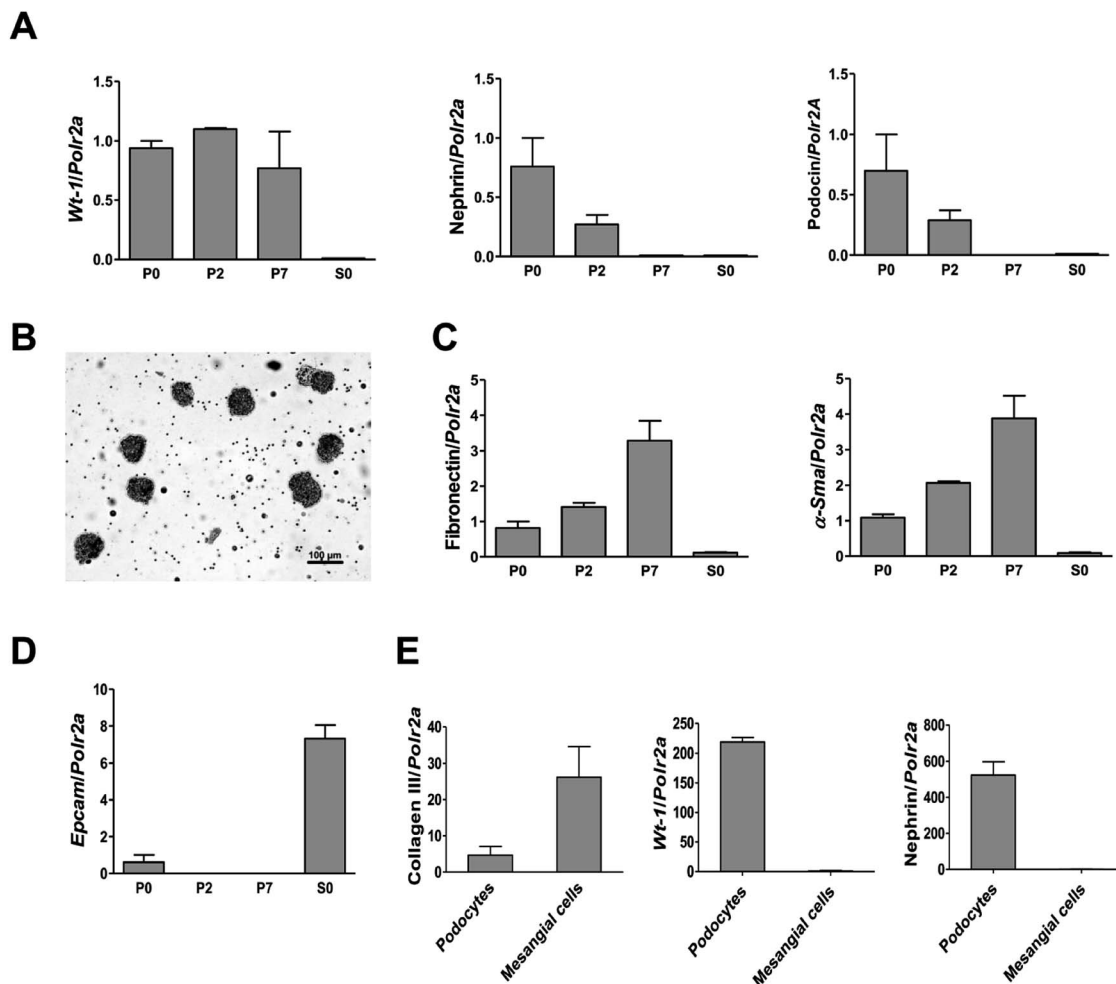 A
Wt-1/Polr2a
1.5
1.0
0.5
0.0
P0 P2 P7 S0
Nephrin/Polr2a
1.5
1.0
0.5
0.0
P0 P2 P7 S0
Podocin/Polr2A
1.5
1.0
0.5
0.0
P0 P2 P7 S0
B
100 µm
C
Fibronectin/Polr2a
5
4
3
2
1
0
P0 P2 P7 S0
α-Sma/Polr2a
5
4
3
2
1
0
P0 P2 P7 S0
D
Epcam/Polr2a
10
8
6
4
2
0
P0 P2 P7 S0
E
Collagen III/Polr2a
40
30
20
10
0
Podocytes
Mesangial cells
Wt-1/Polr2a
250
200
150
100
50
0
Podocytes
Mesangial cells
Nephrin/Polr2a
800
600
400
200
0
Podocytes
Mesangial cells